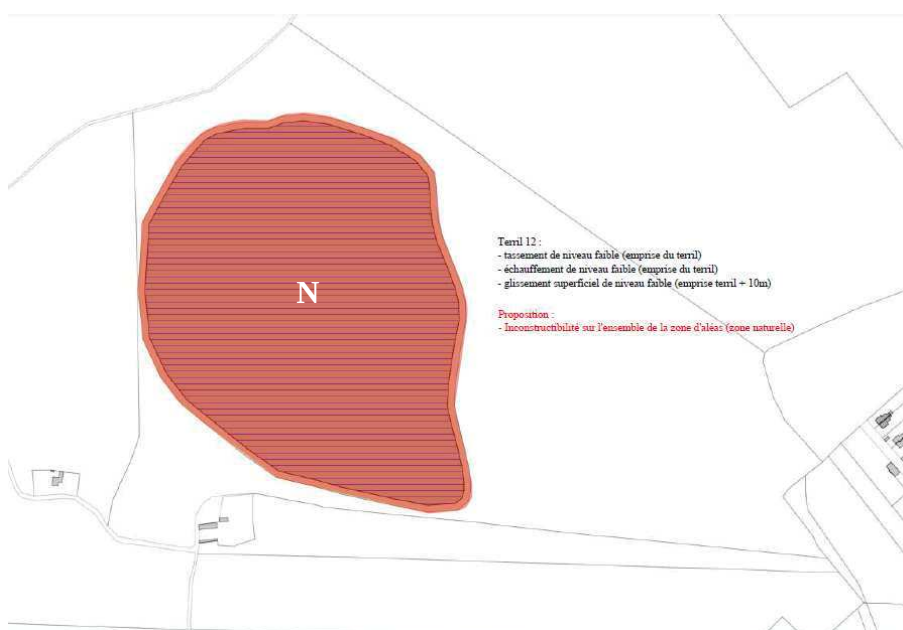 Terril 12 :
- tassement de niveau faible (emprise du terril)
- échauffement de niveau faible (emprise du terril)
- glissement superficiel de niveau faible (emprise terril + 10m)
N
Proposition :
- Inconstructibilité sur l'ensemble de la zone d'aléas (zone naturelle)